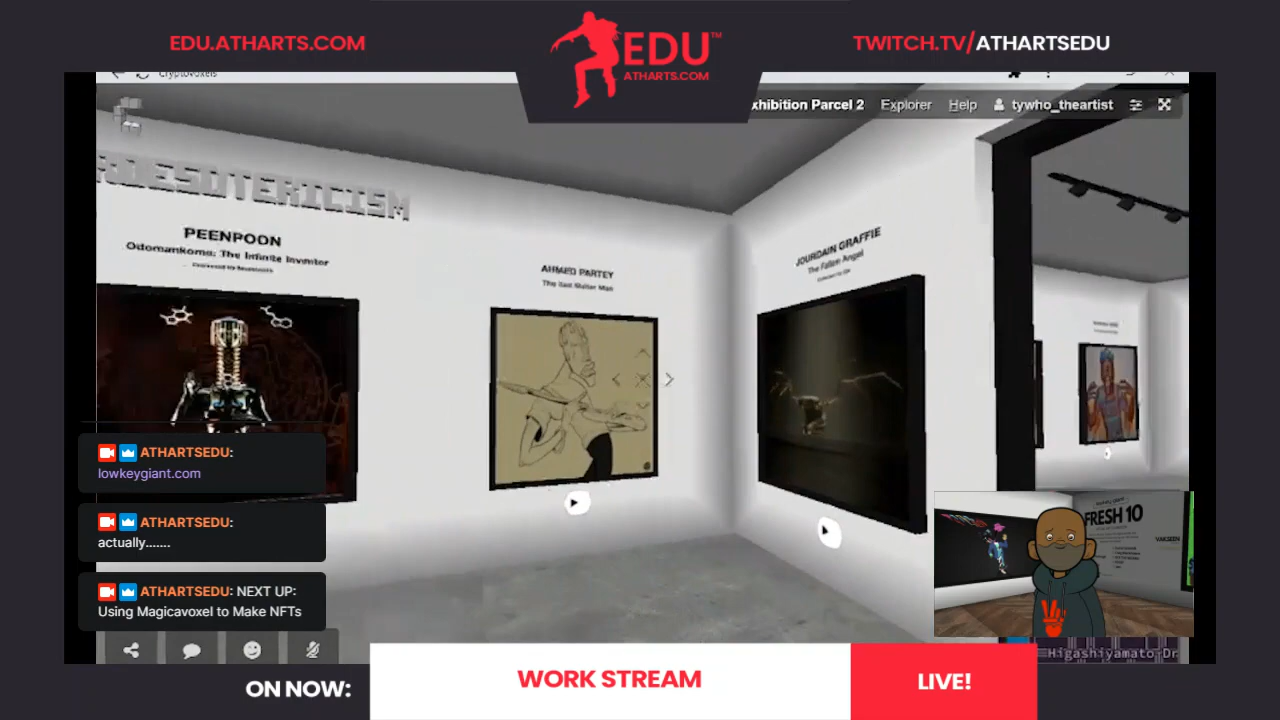 EDU.ATHARTS.COM
EDU™
ATHARTS.COM
TWITCH.TV/ATHARTSEDU
Cryptovoxels
xhibition Parcel 2
Explorer
Help
tywho_theartist
ROESOTERICISM
PEENPOON
Odomankoma: The Infinite Inventor
AHMED PARTEY
The Man
JOURDAIN GRAFFIE
The Fallen Angel
ATHARTSEDU:
lowkeygiant.com
ATHARTSEDU:
actually.......
ATHARTSEDU: NEXT UP:
Using Magicavoxel to Make NFTs
FRESH 10
Higashiyamato Dr
ON NOW:
WORK STREAM
LIVE!